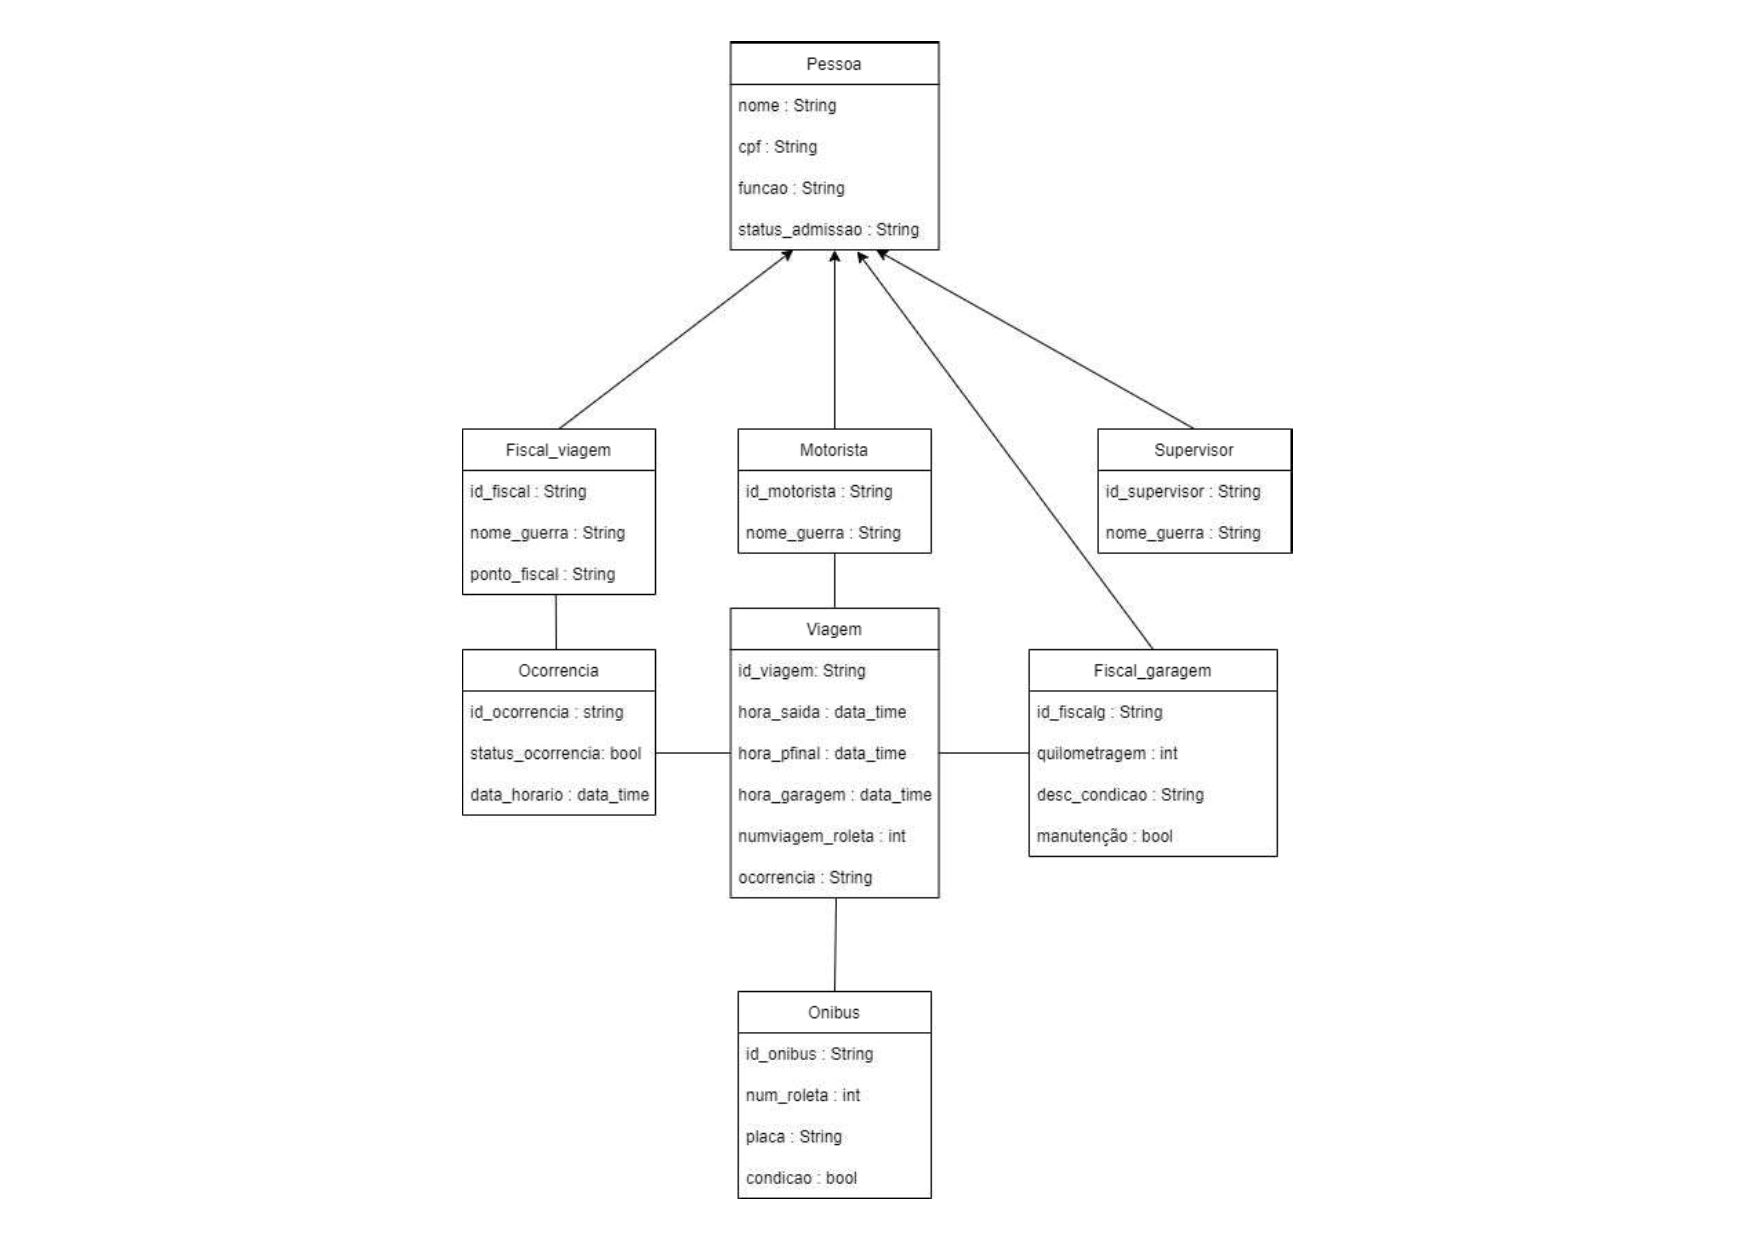 Pessoa
nome : String
cpf : String
funcao : String
status_admissao : String
Fiscal_viagem
id_fiscal : String
nome_guerra : String
ponto_fiscal : String
Motorista
id_motorista : String
nome_guerra : String
Supervisor
id_supervisor : String
nome_guerra : String
Ocorrencia
id_ocorrencia : string
status_ocorrencia: bool
data_horario : data_time
Viagem
id_viagem: String
hora_saida : data_time
hora_pfinal : data_time
hora_garagem : data_time
numviagem_roleta : int
ocorrencia : String
Fiscal_garagem
id_fiscalg : String
quilometragem : int
desc_condicao : String
manutenção : bool
Onibus
id_onibus : String
num_roleta : int
placa : String
condicao : bool